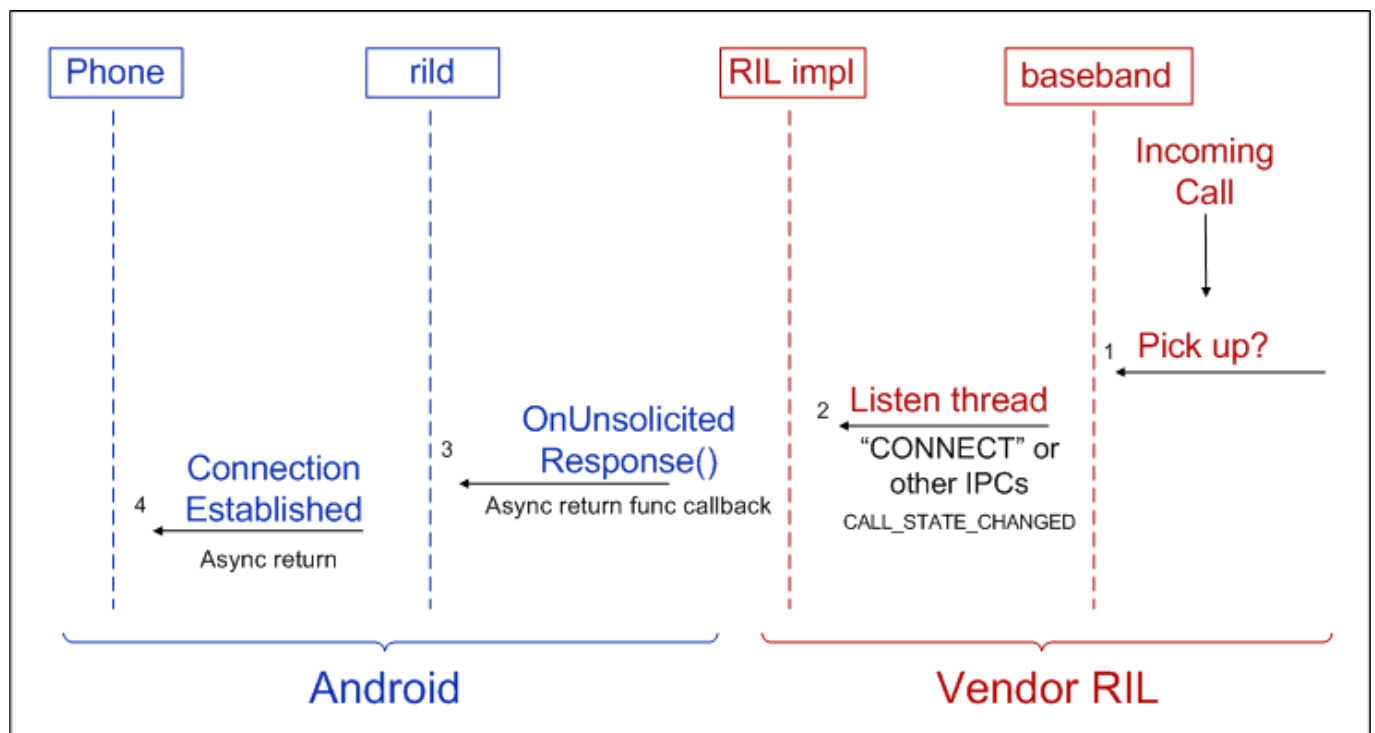 Phone
rild
RIL impl
baseband
Incoming
Call
1
Pick up?
2
Listen thread
“CONNECT” or
other IPCs
CALL_STATE_CHANGED
3
OnUnsolicited
Response()
Async return func callback
4
Connection
Established
Async return
Android
Vendor RIL